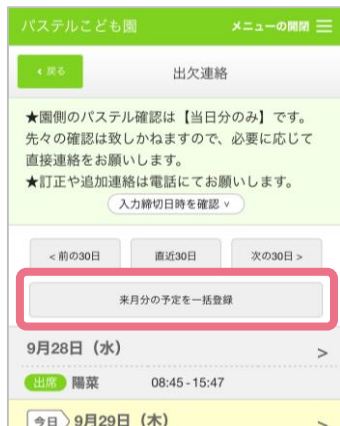 パステルこども園 メニューの開閉
< 戻る 出欠連絡
★園側のパステル確認は【当日分のみ】です。
先々の確認は致しかねますので、必要に応じて
直接連絡をお願いします。
★訂正や追加連絡は電話にてお願いします。
入力締切日時を確認 ∨
< 前の30日 直近30日 次の30日 >
来月分の予定を一括登録
9月28日（水） >
出席 陽菜 08:45 - 15:47
今日 9月29日（木） >